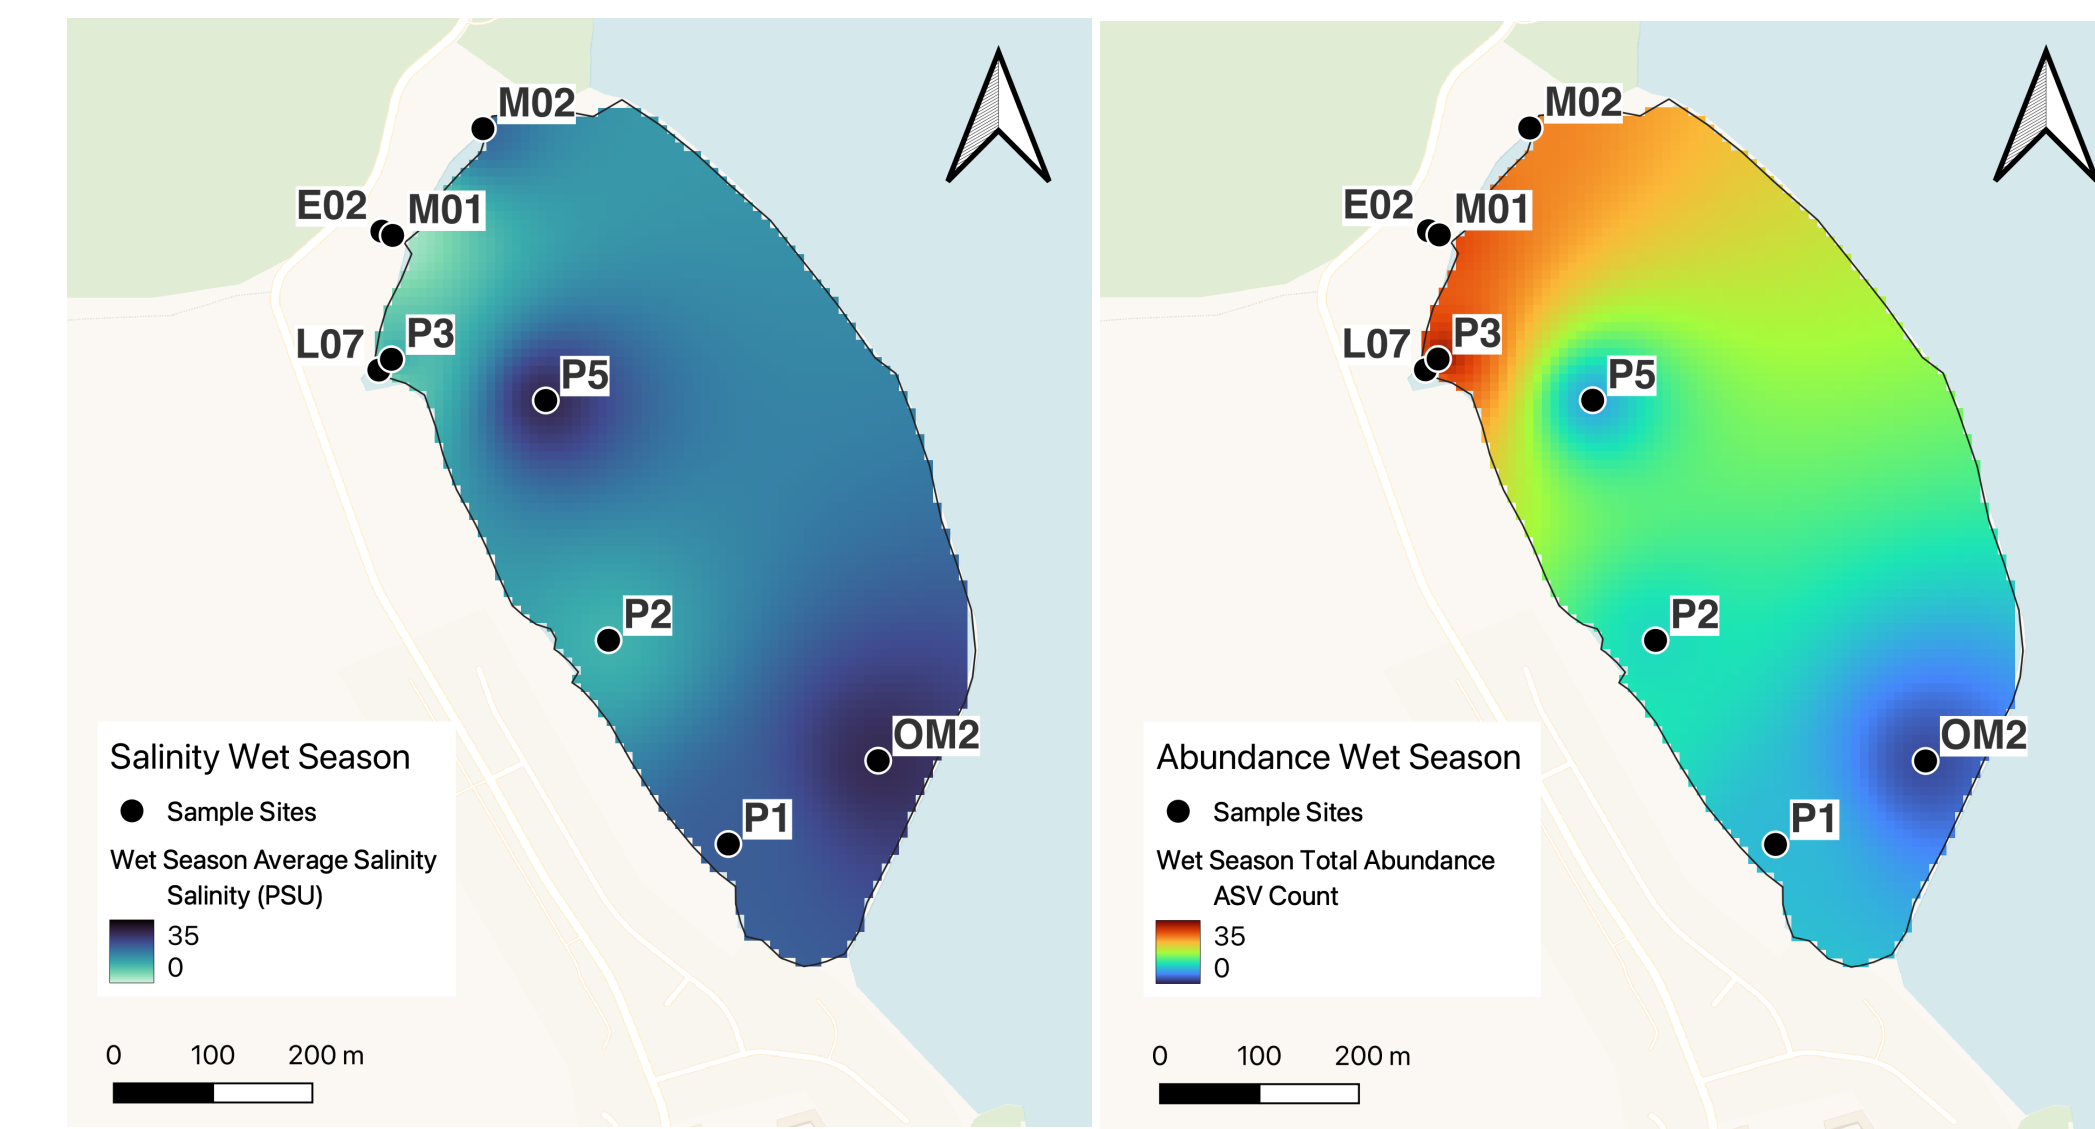 M02
E02
M01
L07
P3
P5
P2
OM2
P1
Salinity Wet Season
Sample Sites
Wet Season Average Salinity
Salinity (PSU)
35
0
0 100 200 m
M02
E02
M01
L07
P3
P5
P2
OM2
P1
Abundance Wet Season
Sample Sites
Wet Season Total Abundance
ASV Count
35
0
0 100 200 m